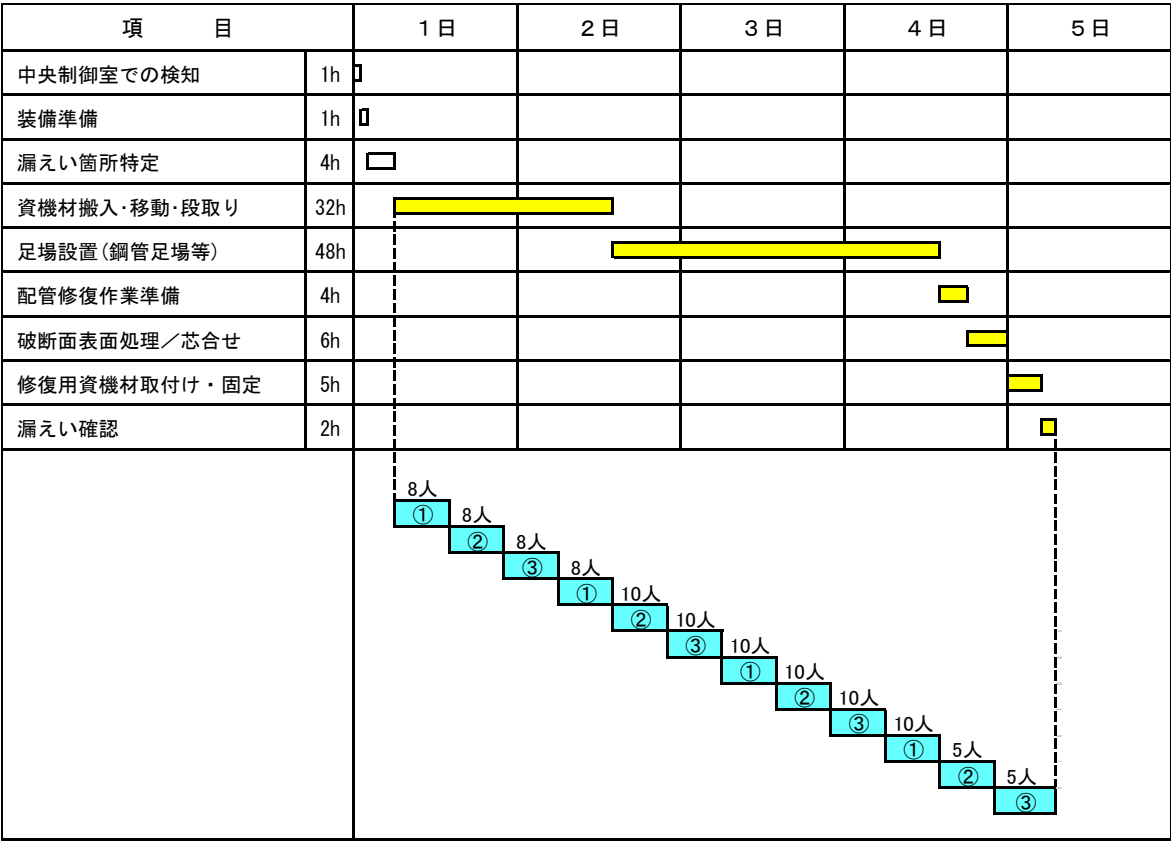 項　　目 １日 ２日 ３日 ４日 ５日
中央制御室での検知 1h
装備準備 1h
漏えい箇所特定 4h
資機材搬入･移動･段取り 32h
足場設置(鋼管足場等) 48h
配管修復作業準備 4h
破断面表面処理／芯合せ 6h
修復用資機材取付け・固定 5h
漏えい確認 2h
8人
①
8人
②
8人
③
8人
①
10人
②
10人
③
10人
①
10人
②
10人
③
10人
①
5人
②
5人
③